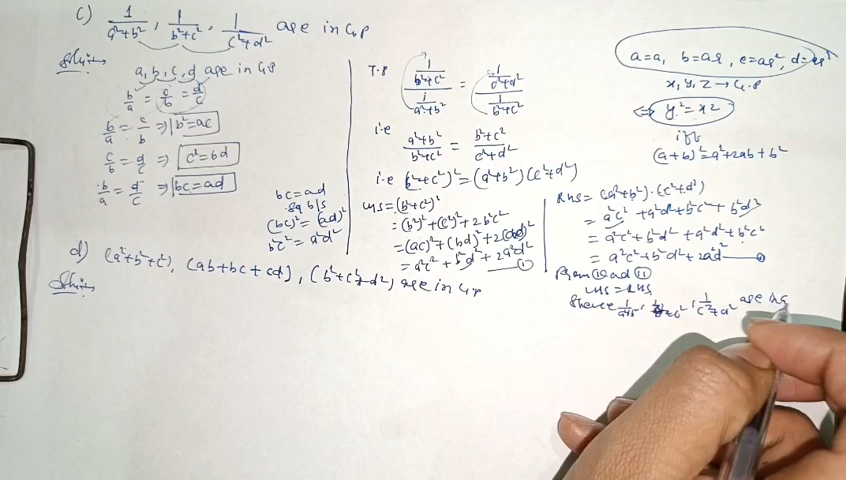 c) 1/(a²+b²), 1/(b²+c²), 1/(c²+d²) are in G.P
Soln:-
a, b, c, d are in G.P
b/a = c/b = d/c
b/a = c/b ⇒ b² = ac
c/b = d/c ⇒ c² = bd
b/a = d/c ⇒ bc = ad
bc = ad
sq b/s
(bc)² = (ad)²
b²c² = a²d²
T.P (1/(b²+c²))/(1/(a²+b²)) = (1/(c²+d²))/(1/(b²+c²))
i.e (a²+b²)/(b²+c²) = (b²+c²)/(c²+d²)
i.e (b²+c²)² = (a²+b²)(c²+d²)
LHS = (b²+c²)²
= (b²)² + (c²)² + 2b²c²
= (ac)² + (bd)² + 2(ad)²
= a²c² + b²d² + 2a²d²
a=a, b=ar, c=ar², d=ar³
x, y, z → G.P
⇔ y² = xz
(a+b)² = a²+2ab+b²
RHS = (a²+b²).(c²+d²)
= a²c² + a²d² + b²c² + b²d²
= a²c² + b²d² + a²d² + b²c²
= a²c² + b²d² + 2a²d²
From (i) and (ii)
LHS = RHS
Hence 1/(a²+b²), 1/(b²+c²), 1/(c²+d²) are in G
d) (a²+b²+c²), (ab+bc+cd), (b²+c²+d²) are in G.P
Soln:-